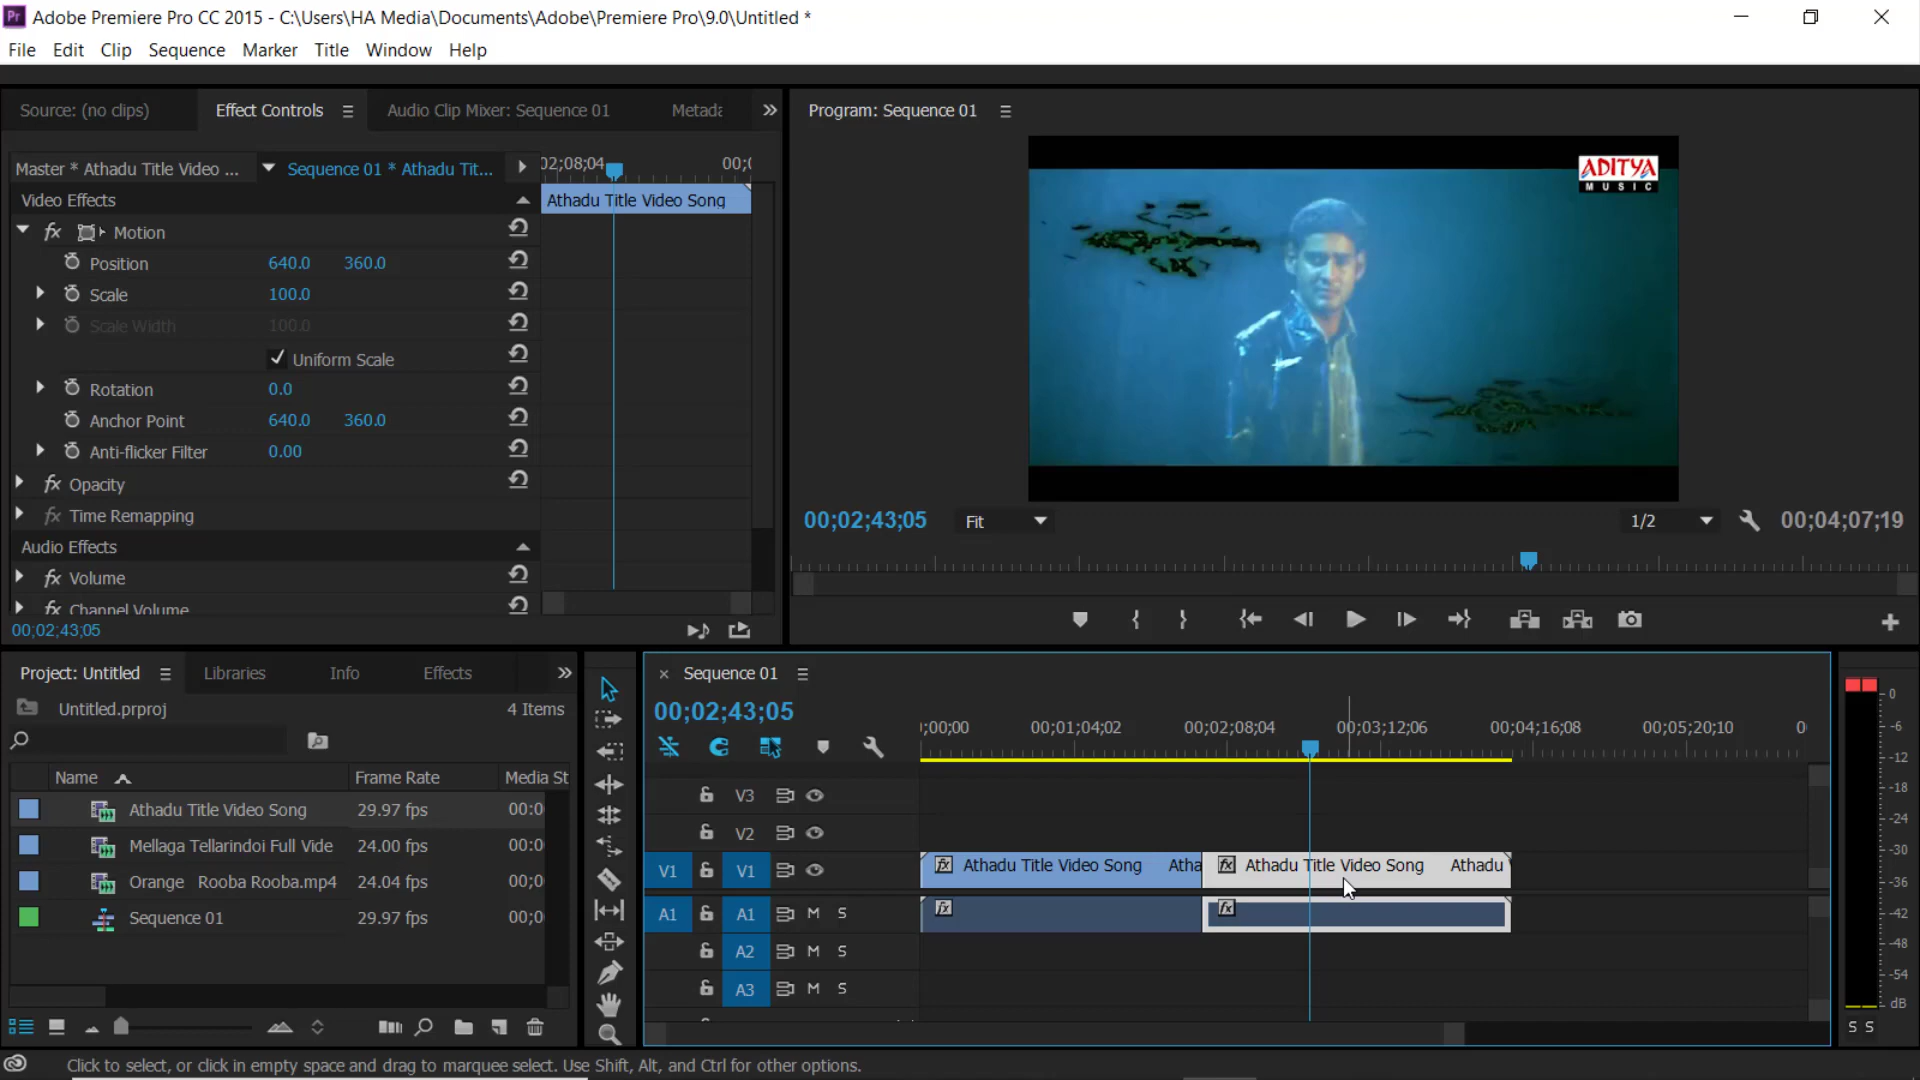 Adobe Premiere Pro CC 2015 - C:\Users\HA Media\Documents\Adobe\Premiere Pro\9.0\Untitled *
File Edit Clip Sequence Marker Title Window Help
Source: (no clips) Effect Controls Audio Clip Mixer: Sequence 01 Metada
Master * Athadu Title Video ... Sequence 01 * Athadu Tit... 02;08;04 00;(
Video Effects
Athadu Title Video Song
fx Motion
Position 640.0 360.0
Scale 100.0
Scale Width 100.0
Uniform Scale
Rotation 0.0
Anchor Point 640.0 360.0
Anti-flicker Filter 0.00
fx Opacity
fx Time Remapping
Audio Effects
fx Volume
fx Channel Volume
00;02;43;05
Program: Sequence 01
ADITYA
MUSIC
00;02;43;05 Fit 1/2 00;04;07;19
Project: Untitled Libraries Info Effects
Untitled.prproj 4 Items
Name Frame Rate Media St
Athadu Title Video Song 29.97 fps 00:0
Mellaga Tellarindoi Full Vide 24.00 fps 00:0
Orange Rooba Rooba.mp4 24.04 fps 00;0
Sequence 01 29.97 fps 00;0
Sequence 01
00;02;43;05
;00;00 00;01;04;02 00;02;08;04 00;03;12;06 00;04;16;08 00;05;20;10 0
V3
V2
V1 V1 fx Athadu Title Video Song Atha fx Athadu Title Video Song Athadu
A1 A1 M S fx fx
A2 M S
A3 M S
0
-6
-12
-18
-24
-30
-36
-42
-48
-54
dB
S S
Click to select, or click in empty space and drag to marquee select. Use Shift, Alt, and Ctrl for other options.